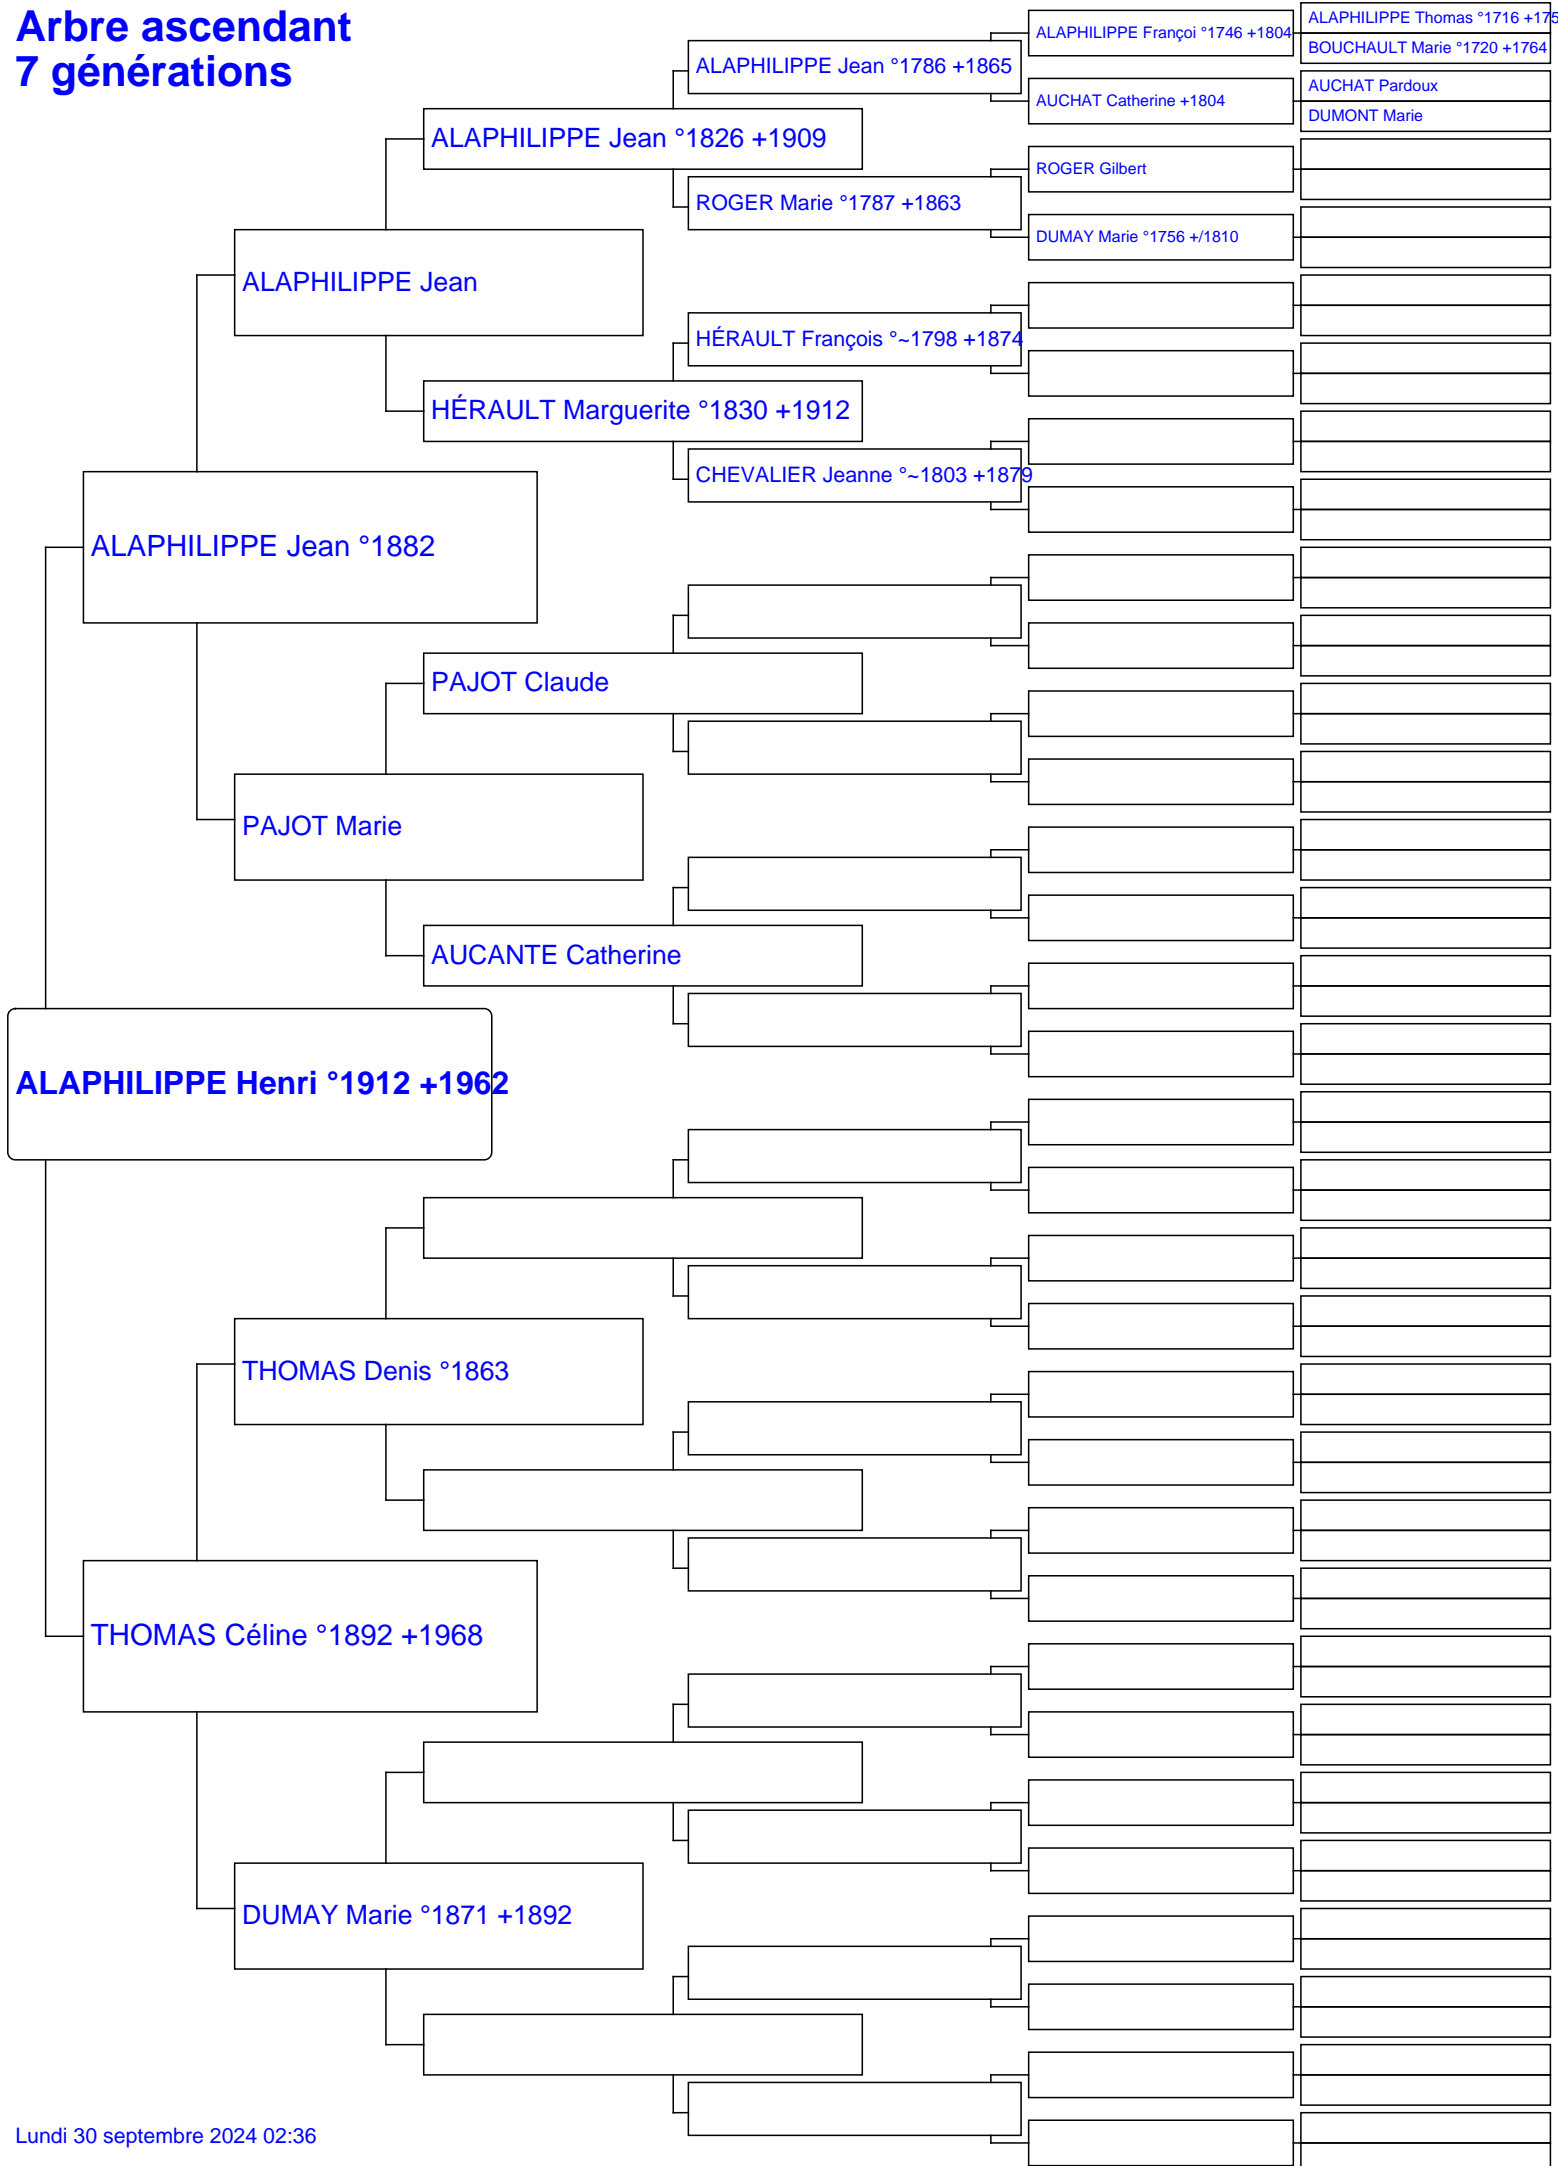 Arbre ascendant
7 générations
ALAPHILIPPE Henri °1912 +1962
ALAPHILIPPE Jean °1882
THOMAS Céline °1892 +1968
ALAPHILIPPE Jean
PAJOT Marie
THOMAS Denis °1863
DUMAY Marie °1871 +1892
ALAPHILIPPE Jean °1826 +1909
HÉRAULT Marguerite °1830 +1912
PAJOT Claude
AUCANTE Catherine
ALAPHILIPPE Jean °1786 +1865
ROGER Marie °1787 +1863
HÉRAULT François °~1798 +1874
CHEVALIER Jeanne °~1803 +1879
ALAPHILIPPE Françoi °1746 +1804
AUCHAT Catherine +1804
ROGER Gilbert
DUMAY Marie °1756 +/1810
ALAPHILIPPE Thomas °1716
BOUCHAULT Marie °1720 +1764
AUCHAT Pardoux
DUMONT Marie
Lundi 30 septembre 2024 02:36